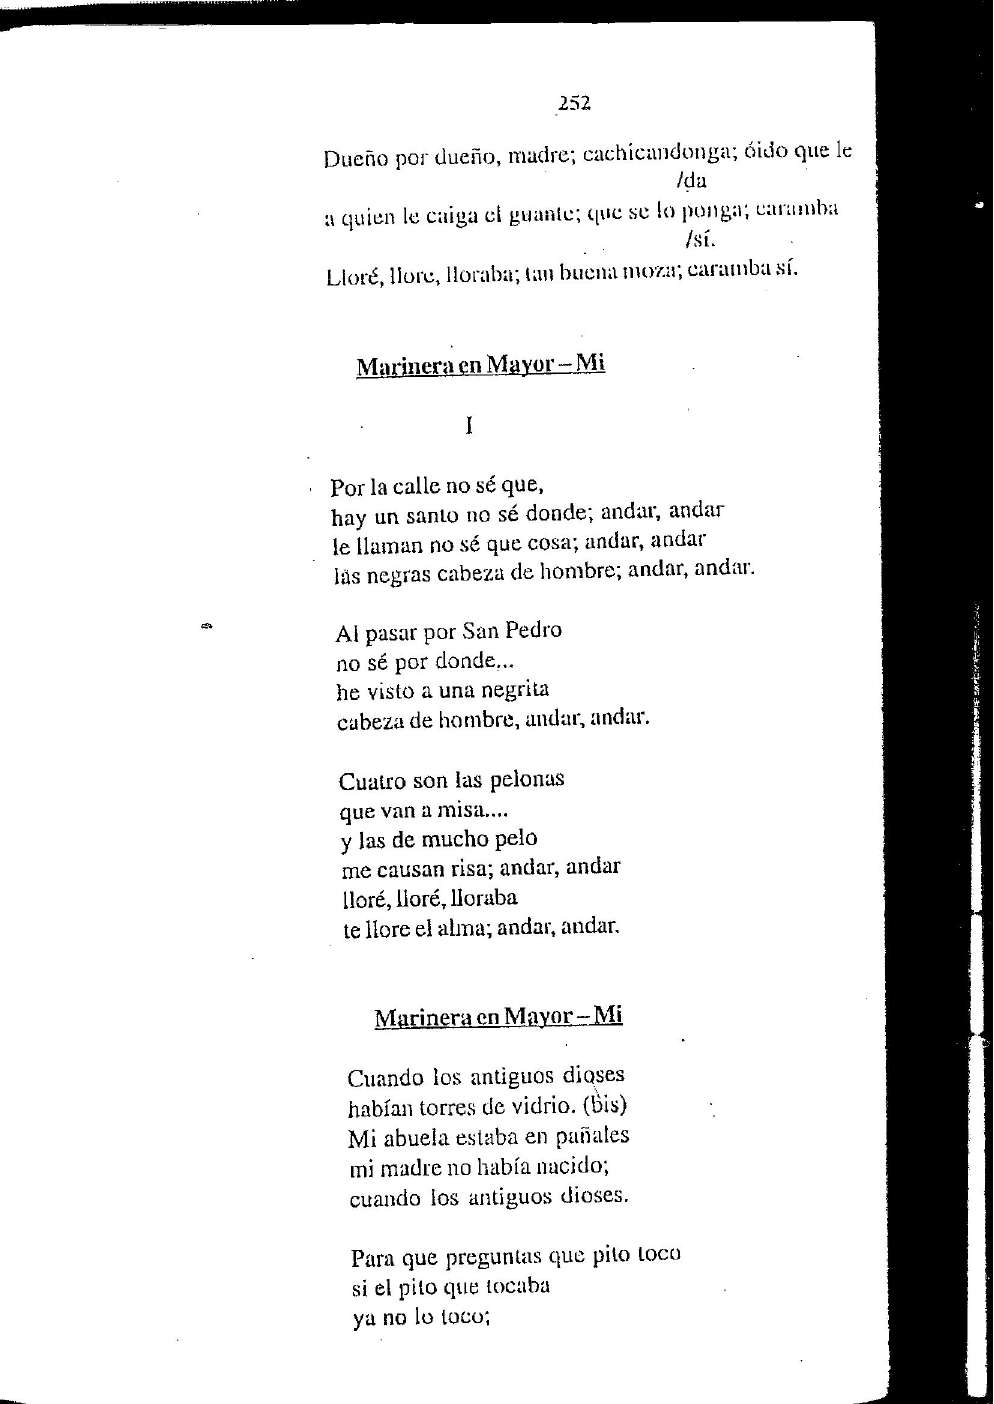 252
Dueño por dueño, madre; cachicandonga; óido que le
/da
a quien le caiga el guante; que se lo ponga; caramba
/sí.
Lloré, llore, lloraba; tan buena moza; caramba sí.
Marinera en Mayor – Mi
I
Por la calle no sé que,
hay un santo no sé donde; andar, andar
le llaman no sé que cosa; andar, andar
las negras cabeza de hombre; andar, andar.
Al pasar por San Pedro
no sé por donde...
he visto a una negrita
cabeza de hombre, andar, andar.
Cuatro son las pelonas
que van a misa....
y las de mucho pelo
me causan risa; andar, andar
lloré, lloré, lloraba
te llore el alma; andar, andar.
Marinera en Mayor – Mi
Cuando los antiguos dioses
habían torres de vidrio. (bis)
Mi abuela estaba en pañales
mi madre no había nacido;
cuando los antiguos dioses.
Para que preguntas que pito toco
si el pito que tocaba
ya no lo toco;